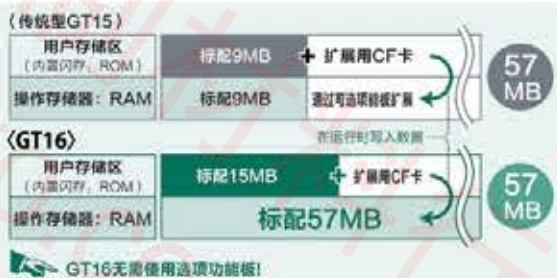 （传统型GT15）
用户存储区
（内置闪存：ROM）
标配9MB
+ 扩展用CF卡
操作存储器：RAM
标配9MB
通过可选功能板扩展
57
MB
在运行时写入数据
〈GT16〉
用户存储区
（内置闪存：ROM）
标配15MB
+ 扩展用CF卡
操作存储器：RAM
标配57MB
57
MB
GT16无需使用选项功能板！